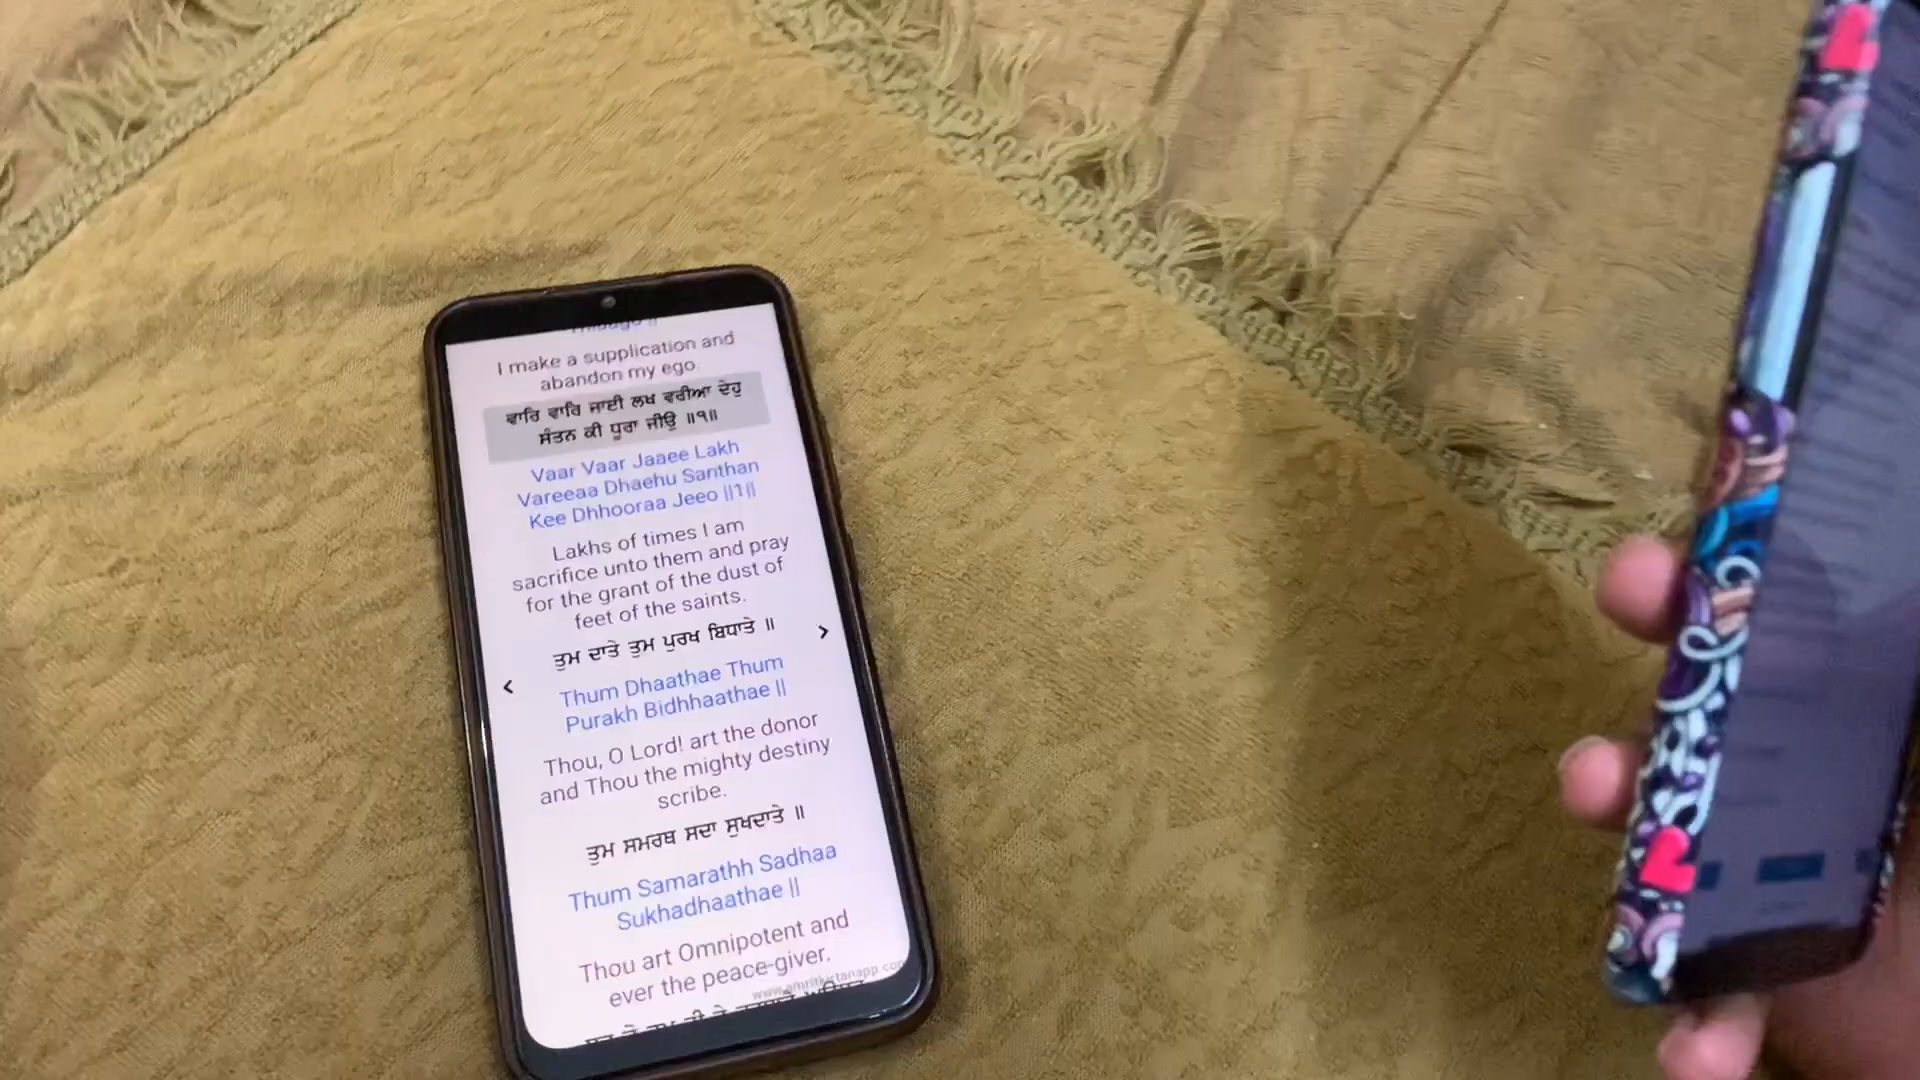 I make a supplication and
abandon my ego.
ਵਾਰਿ ਵਾਰਿ ਜਾਈ ਲਖ ਵਰੀਆ ਦੇਹੁ
ਸੰਤਨ ਕੀ ਧੂਰਾ ਜੀਉ ॥੧॥
Vaar Vaar Jaaee Lakh
Vareeaa Dhaehu Santhan
Kee Dhhooraa Jeeo ||1||
Lakhs of times I am
sacrifice unto them and pray
for the grant of the dust of
feet of the saints.
ਤੁਮ ਦਾਤੇ ਤੁਮ ਪੁਰਖ ਬਿਧਾਤੇ ॥
Thum Dhaathae Thum
Purakh Bidhhaathae ||
Thou, O Lord! art the donor
and Thou the mighty destiny
scribe.
ਤੁਮ ਸਮਰਥ ਸਦਾ ਸੁਖਦਾਤੇ ॥
Thum Samarathh Sadhaa
Sukhadhaathae ||
Thou art Omnipotent and
ever the peace-giver.
www.amritkirtanapp.com